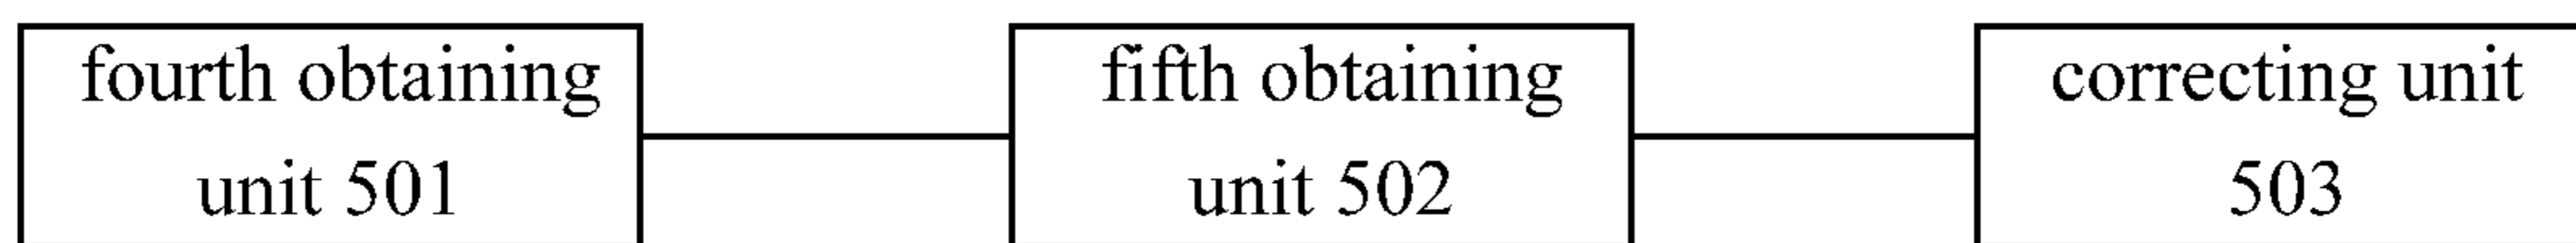 fourth obtaining
unit 501
fifth obtaining
unit 502
correcting unit
503